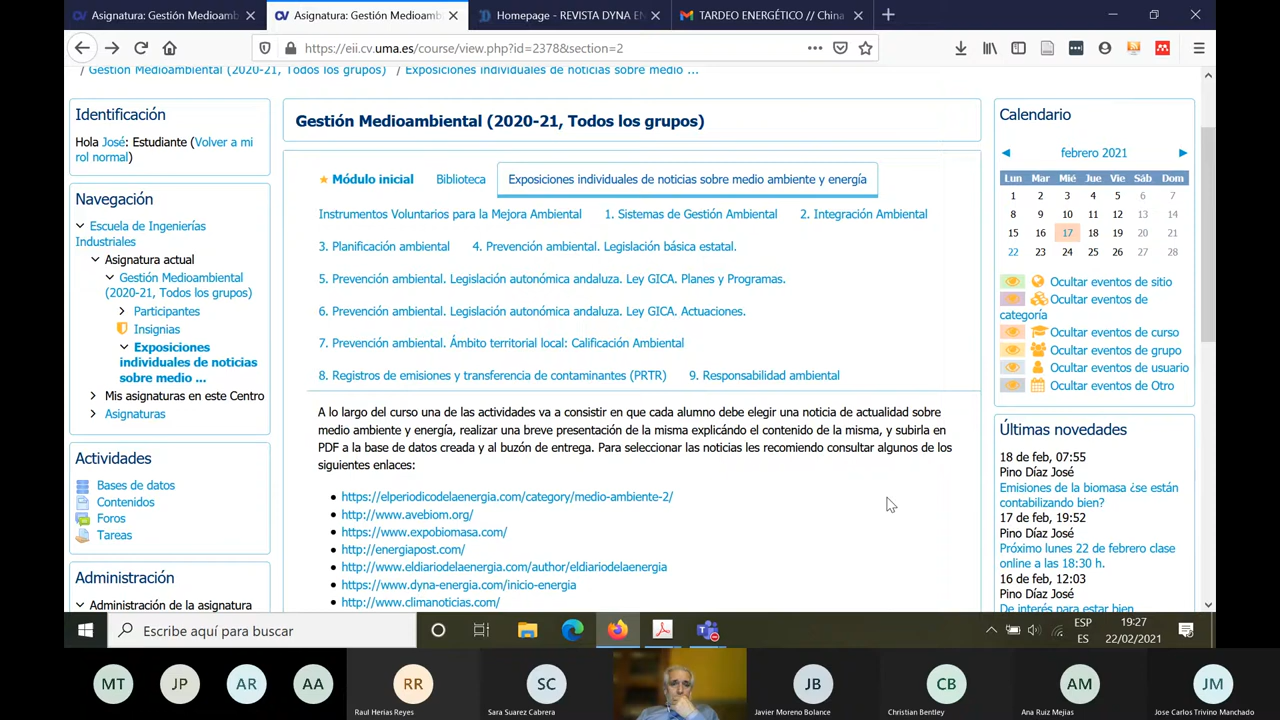 Asignatura: Gestión Medioambi
Asignatura: Gestión Medioamb
Homepage - REVISTA DYNA EN
TARDEO ENERGÉTICO // China
https://eii.cv.uma.es/course/view.php?id=2378&section=2
/ Gestión Medioambiental (2020-21, Todos los grupos) / Exposiciones individuales de noticias sobre medio ...
Identificación
Hola José: Estudiante (Volver a mi
rol normal)
Navegación
Escuela de Ingenierías
Industriales
Asignatura actual
Gestión Medioambiental
(2020-21, Todos los grupos)
Participantes
Insignias
Exposiciones
individuales de noticias
sobre medio ...
Mis asignaturas en este Centro
Asignaturas
Actividades
Bases de datos
Contenidos
Foros
Tareas
Administración
Administración de la asignatura
Gestión Medioambiental (2020-21, Todos los grupos)
Módulo inicial Biblioteca Exposiciones individuales de noticias sobre medio ambiente y energía
Instrumentos Voluntarios para la Mejora Ambiental 1. Sistemas de Gestión Ambiental 2. Integración Ambiental
3. Planificación ambiental 4. Prevención ambiental. Legislación básica estatal.
5. Prevención ambiental. Legislación autonómica andaluza. Ley GICA. Planes y Programas.
6. Prevención ambiental. Legislación autonómica andaluza. Ley GICA. Actuaciones.
7. Prevención ambiental. Ámbito territorial local: Calificación Ambiental
8. Registros de emisiones y transferencia de contaminantes (PRTR) 9. Responsabilidad ambiental
A lo largo del curso una de las actividades va a consistir en que cada alumno debe elegir una noticia de actualidad sobre
medio ambiente y energía, realizar una breve presentación de la misma explicándo el contenido de la misma, y subirla en
PDF a la base de datos creada y al buzón de entrega. Para seleccionar las noticias les recomiendo consultar algunos de los
siguientes enlaces:
https://elperiodicodelaenergia.com/category/medio-ambiente-2/
http://www.avebiom.org/
https://www.expobiomasa.com/
http://energiapost.com/
http://www.eldiariodelaenergia.com/author/eldiariodelaenergia
https://www.dyna-energia.com/inicio-energia
http://www.climanoticias.com/
Calendario
febrero 2021
Lun Mar Mié Jue Vie Sáb Dom
1 2 3 4 5 6 7
8 9 10 11 12 13 14
15 16 17 18 19 20 21
22 23 24 25 26 27 28
Ocultar eventos de sitio
Ocultar eventos de
categoría
Ocultar eventos de curso
Ocultar eventos de grupo
Ocultar eventos de usuario
Ocultar eventos de Otro
Últimas novedades
18 de feb, 07:55
Pino Díaz José
Emisiones de la biomasa ¿se están
contabilizando bien?
17 de feb, 19:52
Pino Díaz José
Próximo lunes 22 de febrero clase
online a las 18:30 h.
16 de feb, 12:03
Pino Díaz José
De interés para estar bien
Escribe aquí para buscar
ESP
ES
19:27
22/02/2021
MT JP AR AA RR SC JB CB AM JM
Raul Herias Reyes
Sara Suarez Cabrera
Javier Moreno Bolance
Christian Bentley
Ana Ruiz Mejias
Jose Carlos Trivino Manchado